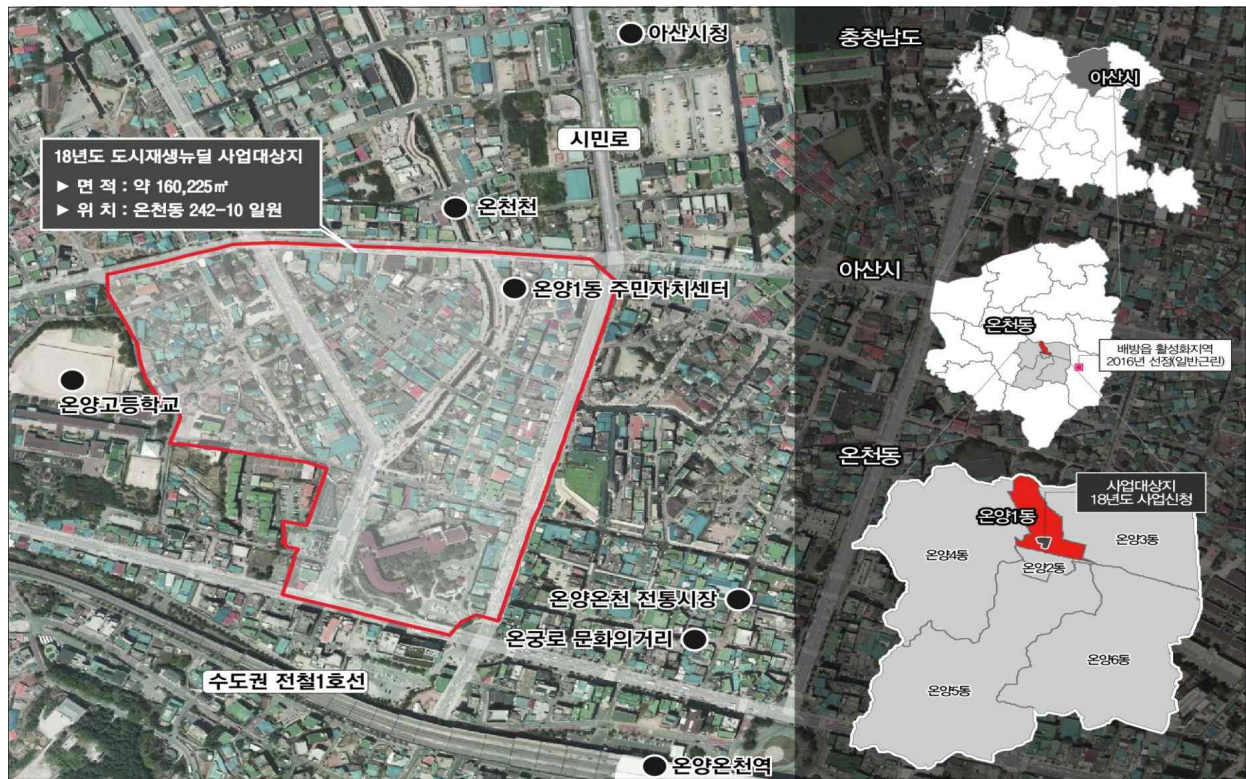 아산시청
시민로
18년도 도시재생뉴딜 사업대상지
► 면 적 : 약 160,225㎡
► 위 치 : 온천동 242-10 일원
온천천
온양1동 주민자치센터
온양고등학교
온양온천 전통시장
온궁로 문화의거리
수도권 전철1호선
온양온천역
충청남도
아산시
아산시
온천동
배방읍 활성화지역
2016년 선정(일반근린)
온천동
사업대상지
18년도 사업신청
온양1동
온양4동
온양3동
온양2동
온양6동
온양5동